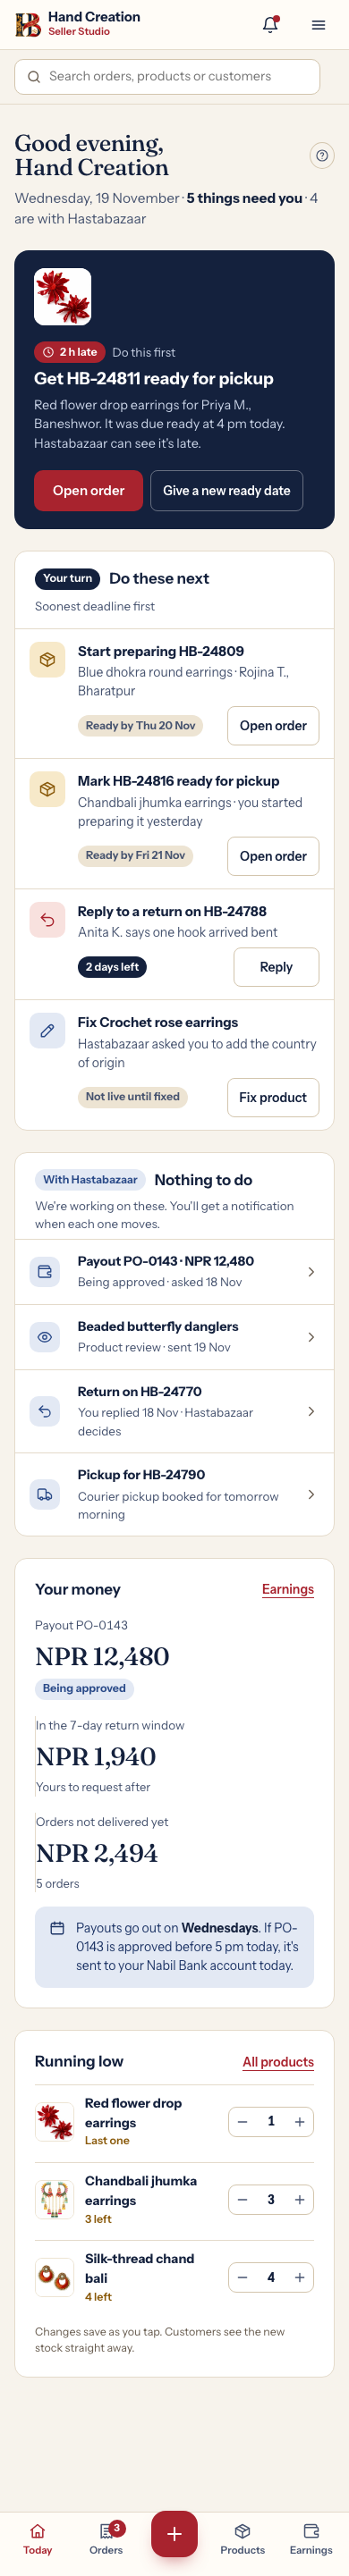 Hand Creation
Seller Studio
Search orders, products or customers
Good evening,
Hand Creation
Wednesday, 19 November · 5 things need you · 4
are with Hastabazaar
2 h late Do this first
Get HB-24811 ready for pickup
Red flower drop earrings for Priya M.,
Baneshwor. It was due ready at 4 pm today.
Hastabazaar can see it's late.
Open order Give a new ready date
Your turn Do these next
Soonest deadline first
Start preparing HB-24809
Blue dhokra round earrings · Rojina T.,
Bharatpur
Ready by Thu 20 Nov Open order
Mark HB-24816 ready for pickup
Chandbali jhumka earrings · you started
preparing it yesterday
Ready by Fri 21 Nov Open order
Reply to a return on HB-24788
Anita K. says one hook arrived bent
2 days left Reply
Fix Crochet rose earrings
Hastabazaar asked you to add the country
of origin
Not live until fixed Fix product
With Hastabazaar Nothing to do
We're working on these. You'll get a notification
when each one moves.
Payout PO-0143 · NPR 12,480
Being approved · asked 18 Nov
Beaded butterfly danglers
Product review · sent 19 Nov
Return on HB-24770
You replied 18 Nov · Hastabazaar
decides
Pickup for HB-24790
Courier pickup booked for tomorrow
morning
Your money Earnings
Payout PO-0143
NPR 12,480
Being approved
In the 7-day return window
NPR 1,940
Yours to request after
Orders not delivered yet
NPR 2,494
5 orders
Payouts go out on Wednesdays. If PO-
0143 is approved before 5 pm today, it's
sent to your Nabil Bank account today.
Running low All products
Red flower drop
earrings
Last one
1
Chandbali jhumka
earrings
3 left
3
Silk-thread chand
bali
4 left
4
Changes save as you tap. Customers see the new
stock straight away.
3
Today Orders Products Earnings